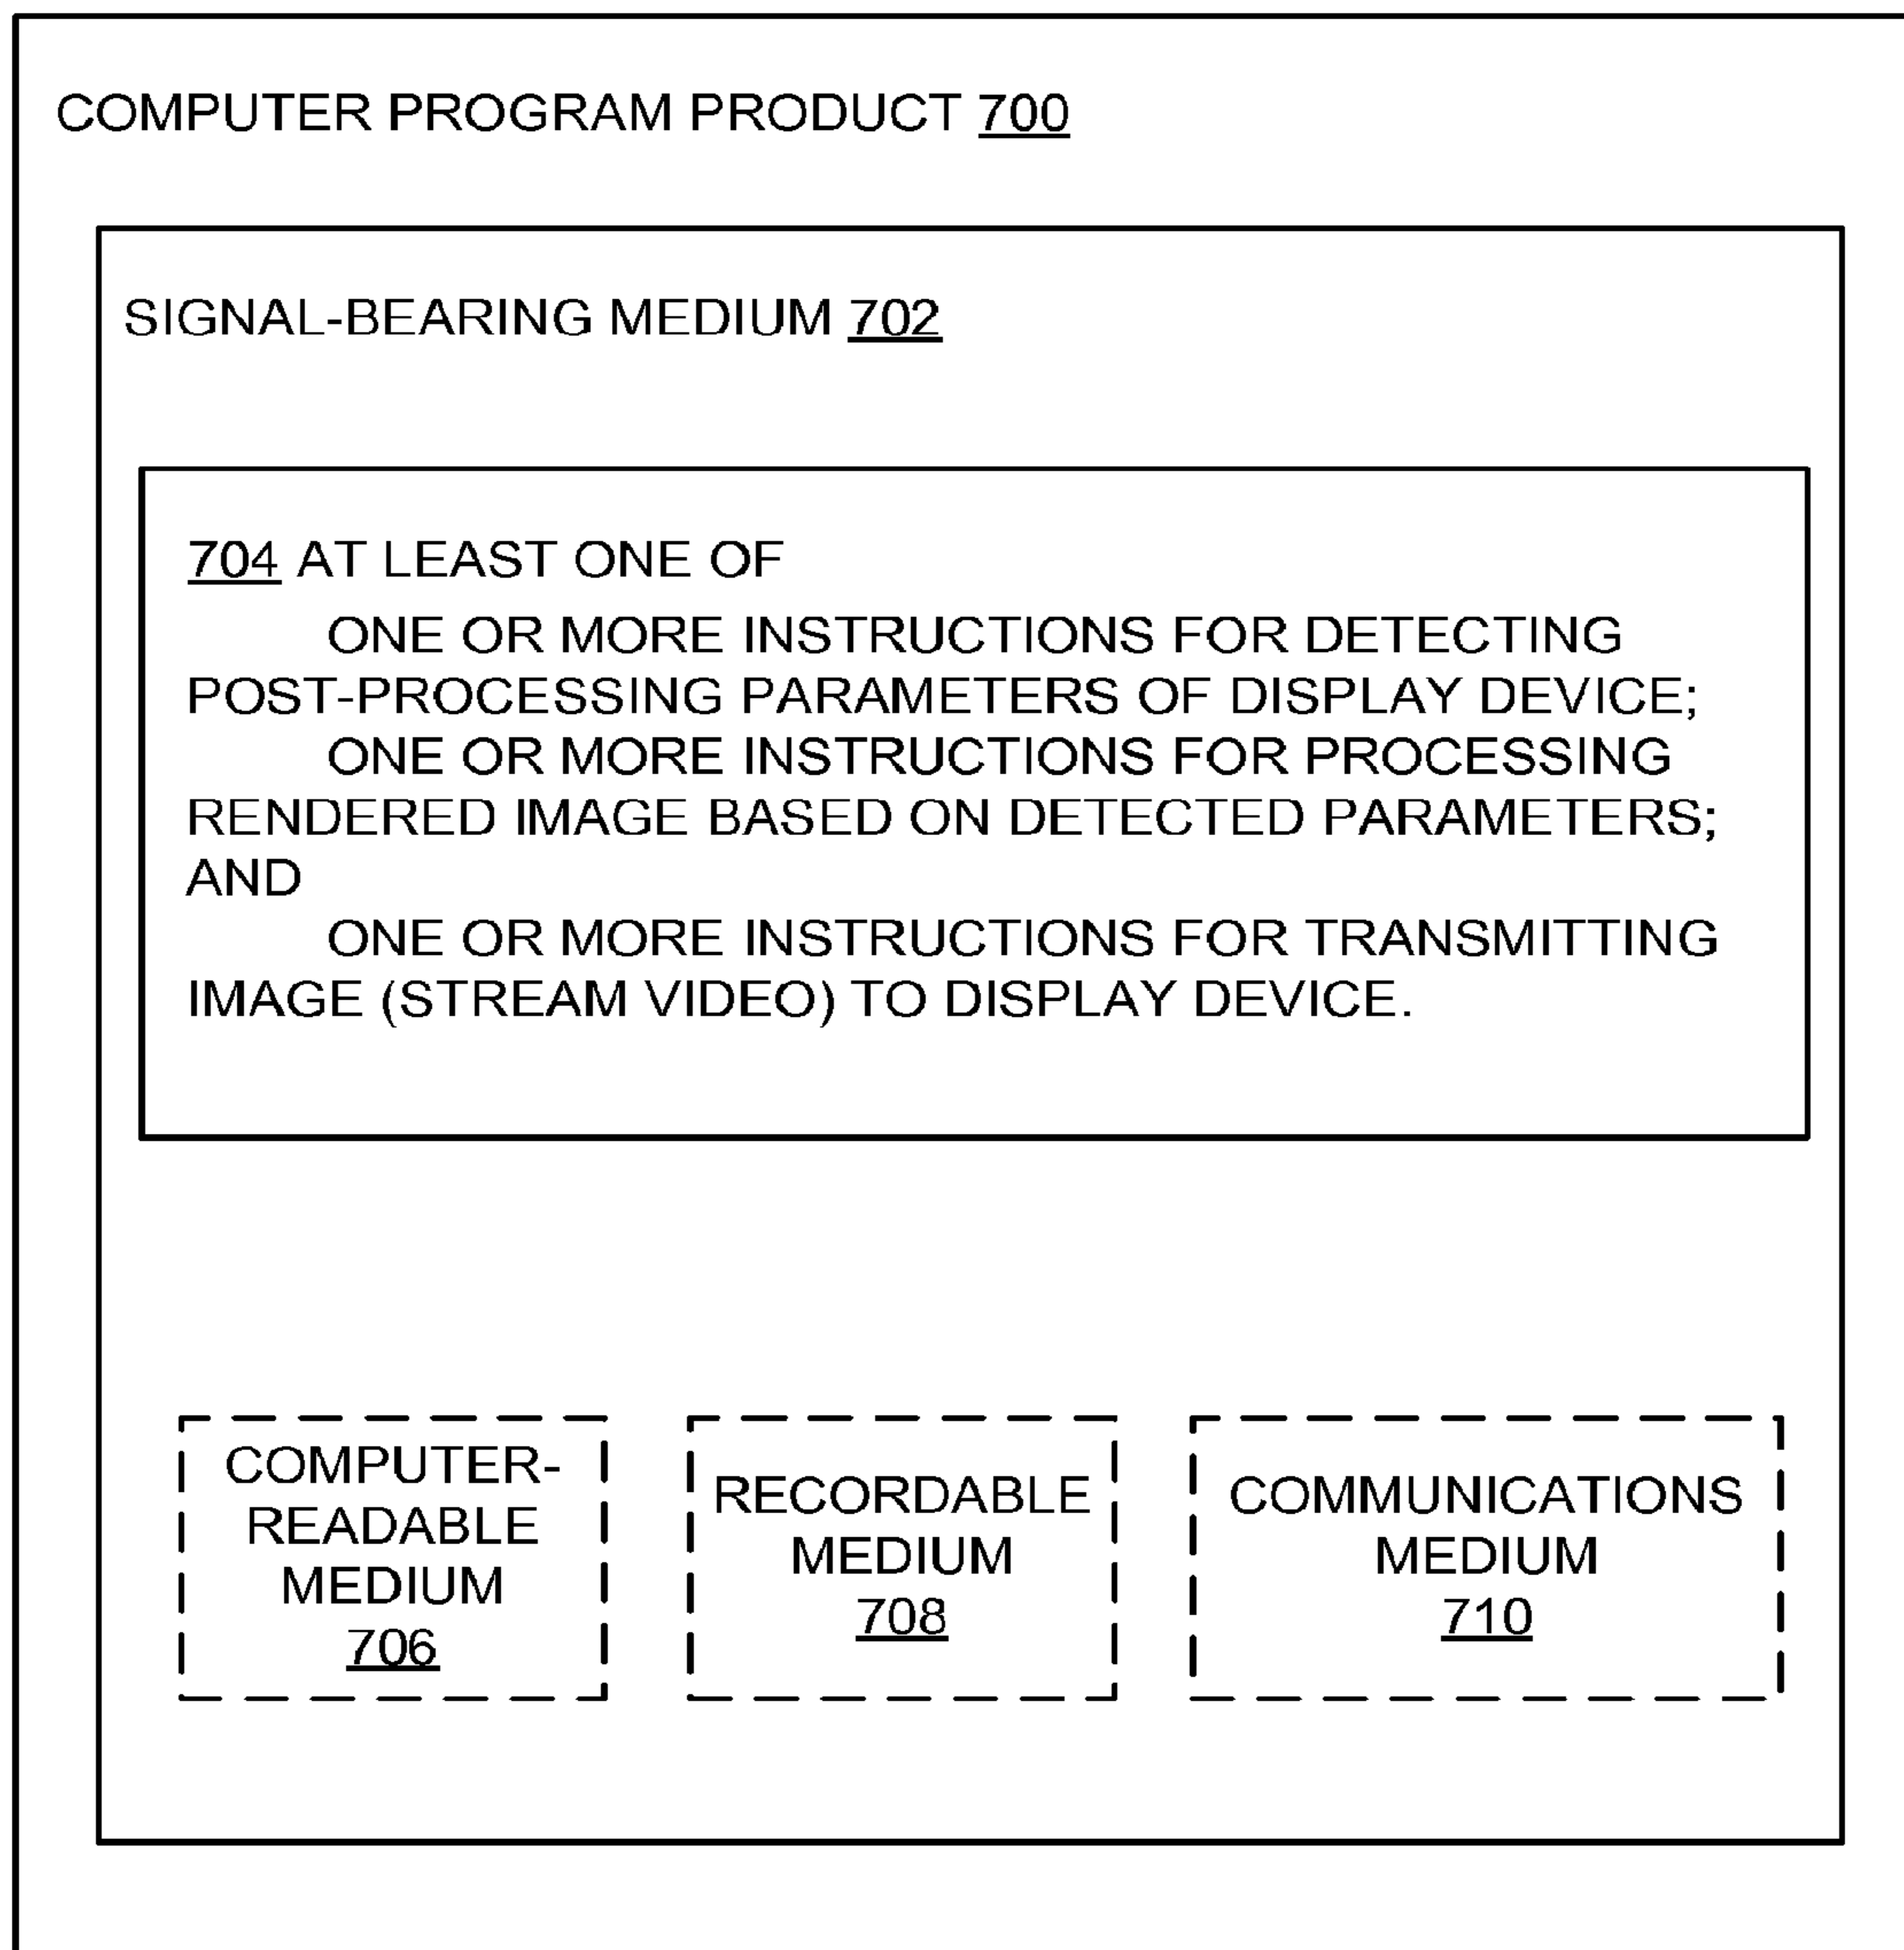 COMPUTER PROGRAM PRODUCT 700
SIGNAL-BEARING MEDIUM 702
704 AT LEAST ONE OF
ONE OR MORE INSTRUCTIONS FOR DETECTING
POST-PROCESSING PARAMETERS OF DISPLAY DEVICE;
ONE OR MORE INSTRUCTIONS FOR PROCESSING
RENDERED IMAGE BASED ON DETECTED PARAMETERS;
AND
ONE OR MORE INSTRUCTIONS FOR TRANSMITTING
IMAGE (STREAM VIDEO) TO DISPLAY DEVICE.
COMPUTER-
READABLE
MEDIUM
706
RECORDABLE
MEDIUM
708
COMMUNICATIONS
MEDIUM
710